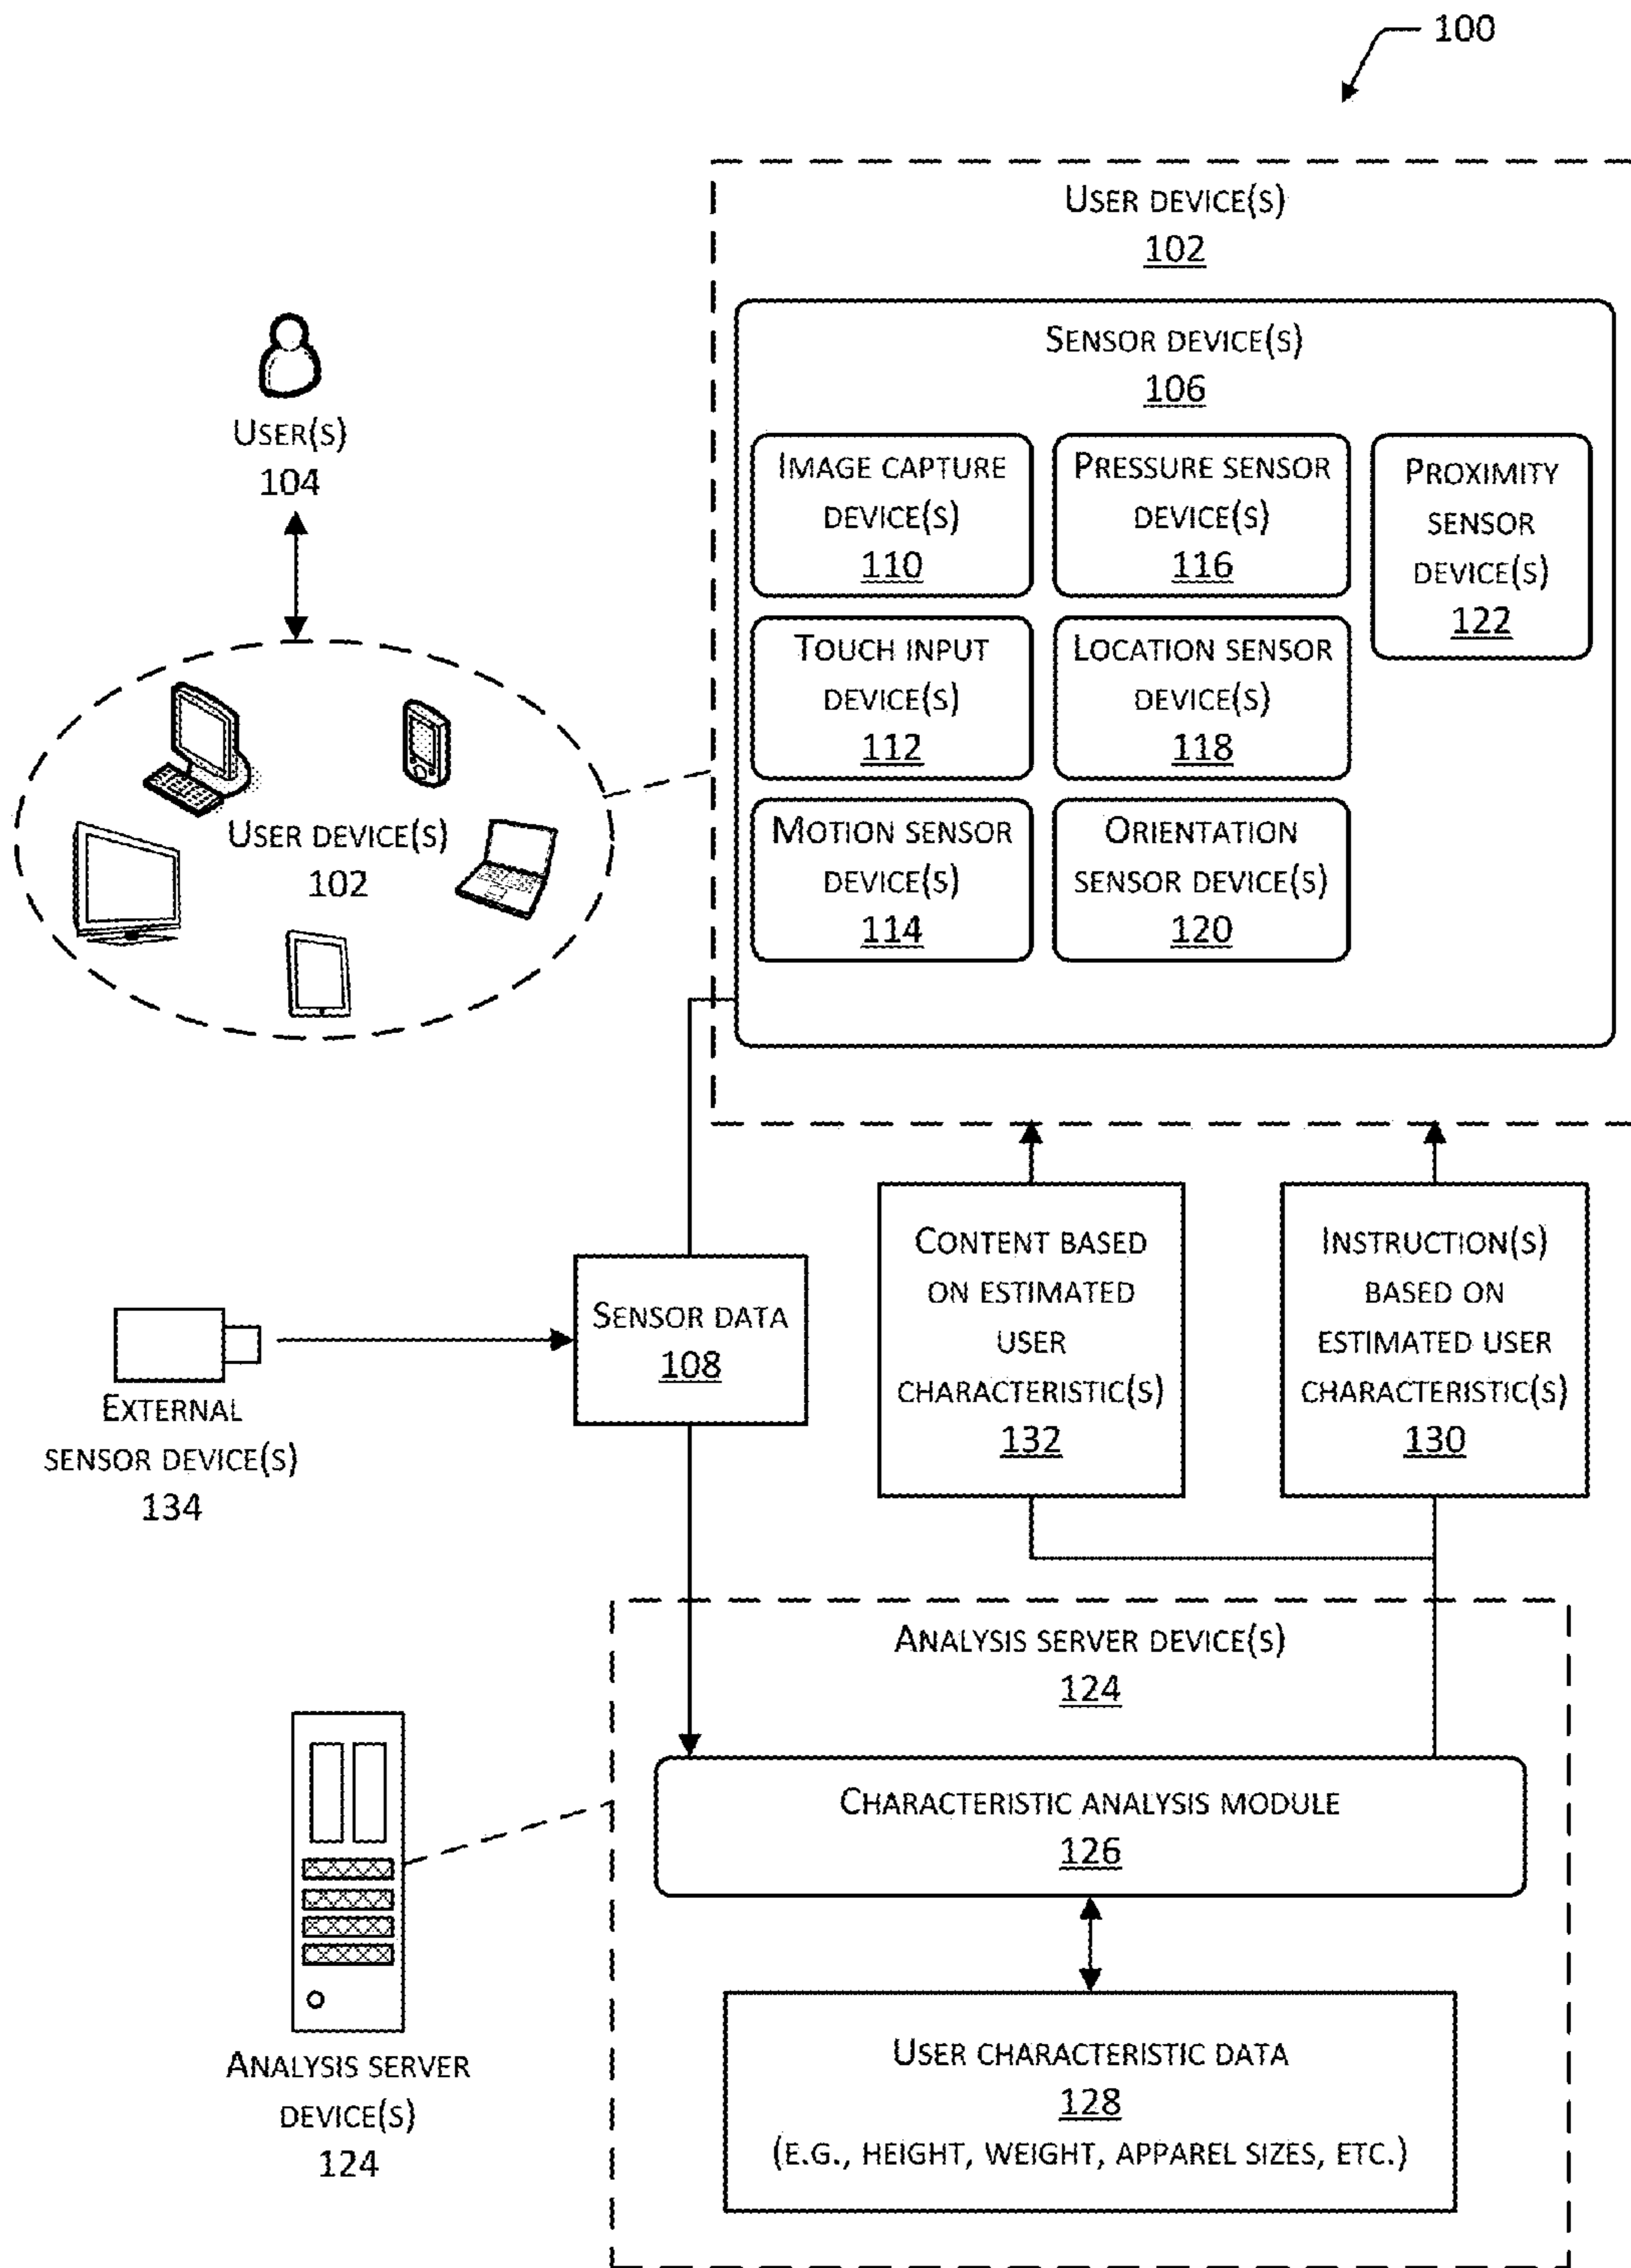 100
User device(s)
102
Sensor device(s)
106
Image capture
device(s)
110
Pressure sensor
device(s)
116
Proximity
sensor
device(s)
122
Touch input
device(s)
112
Location sensor
device(s)
118
Motion sensor
device(s)
114
Orientation
sensor device(s)
120
User(s)
104
User device(s)
102
Content based
on estimated
user
characteristic(s)
132
Instruction(s)
based on
estimated user
characteristic(s)
130
Sensor data
108
External
sensor device(s)
134
Analysis server device(s)
124
Characteristic analysis module
126
User characteristic data
128
(e.g., height, weight, apparel sizes, etc.)
Analysis server
device(s)
124